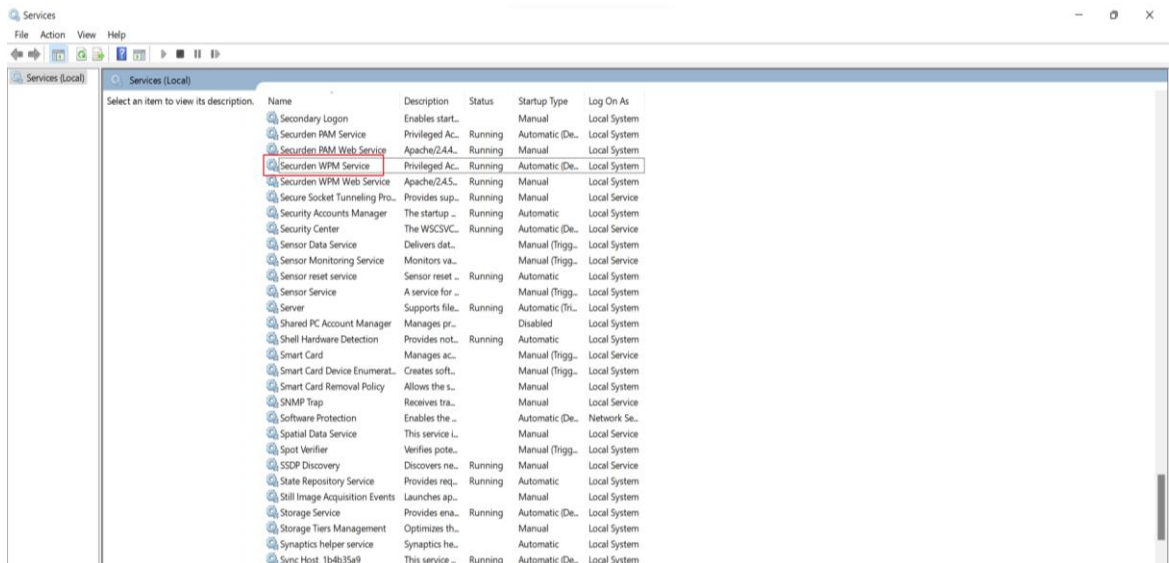 Services
File Action View Help
Services (Local)
Services (Local)
Select an item to view its description.
Name Description Status Startup Type Log On As
Secondary Logon Enables start... Manual Local System
Securden PAM Service Privileged Ac... Running Automatic (De... Local System
Securden PAM Web Service Apache/2.4.4... Running Manual Local System
Securden WPM Service Privileged Ac... Running Automatic (De... Local System
Securden WPM Web Service Apache/2.4.5... Running Manual Local System
Secure Socket Tunneling Pro... Provides sup... Running Manual Local Service
Security Accounts Manager The startup ... Running Automatic Local System
Security Center The WSCSVC... Running Automatic (De... Local Service
Sensor Data Service Delivers dat... Manual (Trigg... Local System
Sensor Monitoring Service Monitors va... Manual (Trigg... Local Service
Sensor reset service Sensor reset ... Running Automatic Local System
Sensor Service A service for ... Manual (Trigg... Local System
Server Supports file... Running Automatic (Tri... Local System
Shared PC Account Manager Manages pr... Disabled Local System
Shell Hardware Detection Provides not... Running Automatic Local System
Smart Card Manages ac... Manual (Trigg... Local Service
Smart Card Device Enumerat... Creates soft... Manual (Trigg... Local System
Smart Card Removal Policy Allows the s... Manual Local System
SNMP Trap Receives tra... Manual Local Service
Software Protection Enables the ... Automatic (De... Network Se...
Spatial Data Service This service i... Manual Local Service
Spot Verifier Verifies pote... Manual (Trigg... Local System
SSDP Discovery Discovers ne... Running Manual Local Service
State Repository Service Provides req... Running Automatic Local System
Still Image Acquisition Events Launches ap... Manual Local System
Storage Service Provides ena... Running Automatic (De... Local System
Storage Tiers Management Optimizes th... Manual Local System
Synaptics helper service Synaptics he... Automatic Local System
Sync Host_1b4b35a9 This service ... Running Automatic (De... Local System